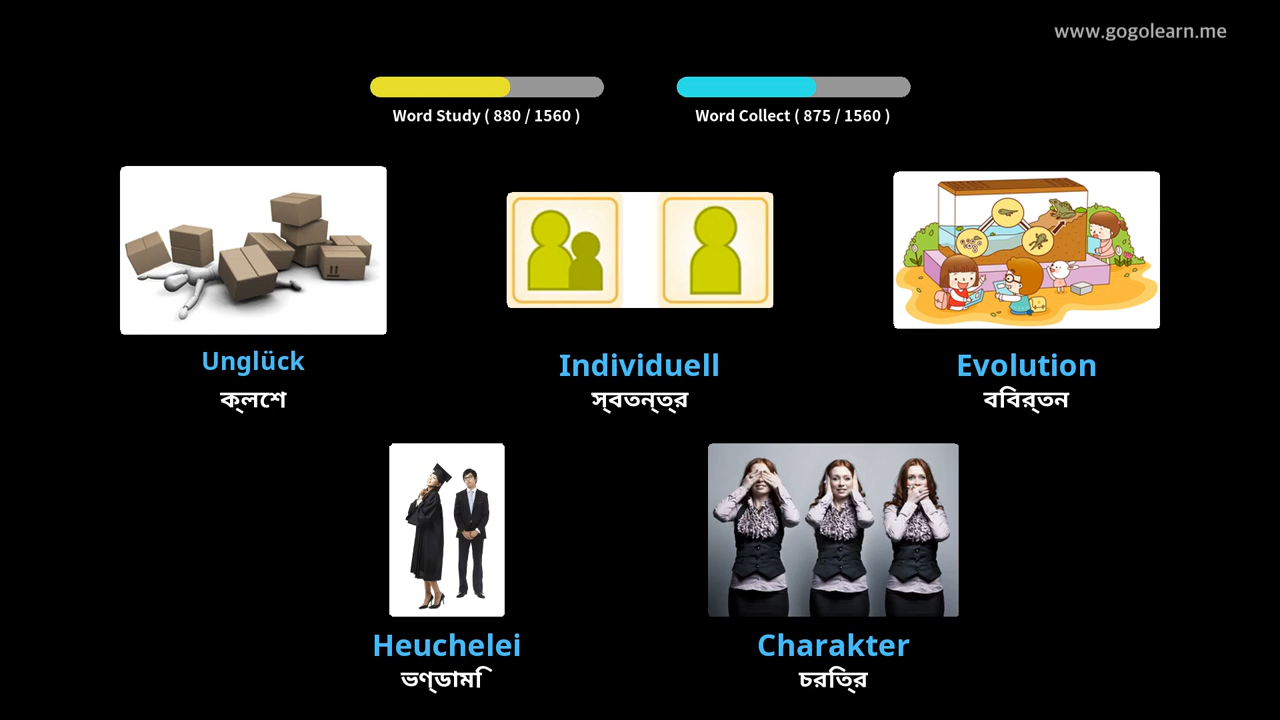 www.gogolearn.me
Word Study ( 880 / 1560 )
Word Collect ( 875 / 1560 )
Unglück
ক্লেশ
Individuell
স্বতন্ত্র
Evolution
বিবর্তন
Heuchelei
ভণ্ডামি
Charakter
চরিত্র